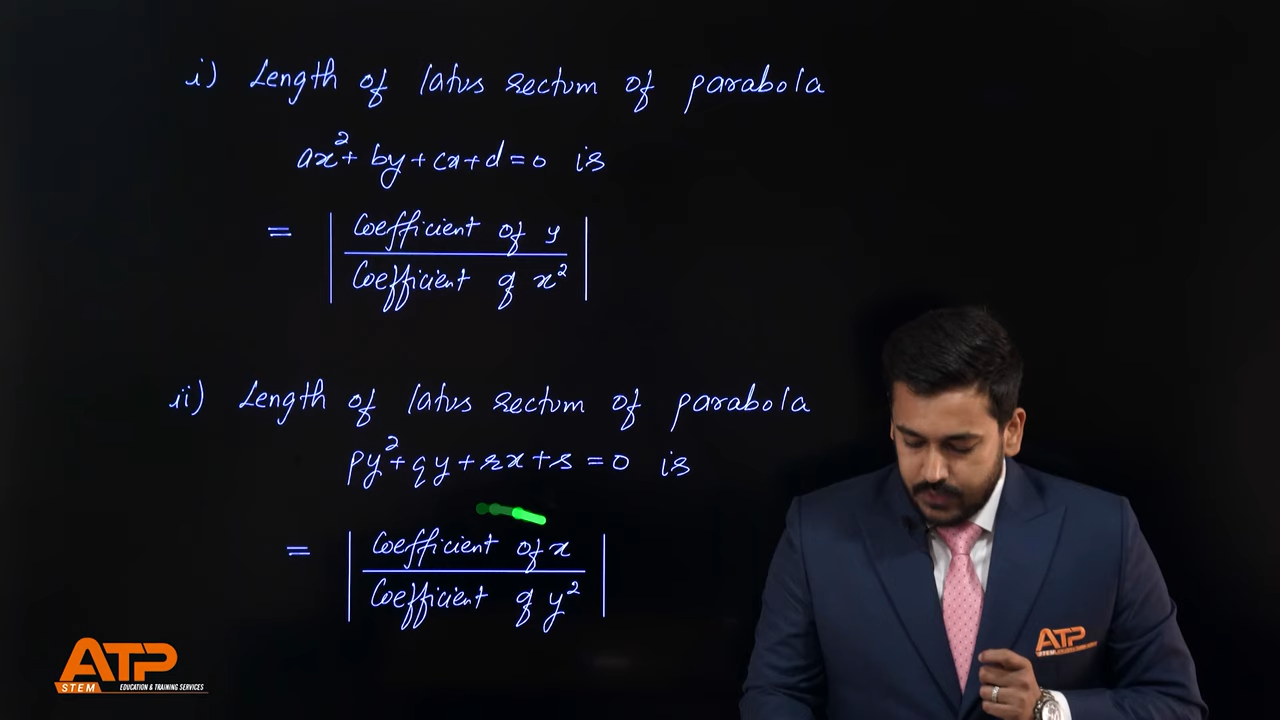 i) Length of latus rectum of parabola
ax²+ by + cx + d = 0 is
= | Coefficient of y / Coefficient of x² |
ii) Length of latus rectum of parabola
py²+ qy + rx + s = 0 is
= | Coefficient of x / Coefficient of y² |
ATP
STEM EDUCATION & TRAINING SERVICES
ATP
STEM